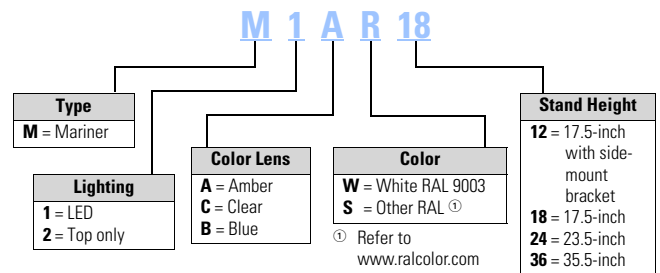 M 1 A R 18
Type
M = Mariner
Lighting
1 = LED
2 = Top only
Color Lens
A = Amber
C = Clear
B = Blue
Color
W = White RAL 9003
S = Other RAL ①
① Refer to
www.ralcolor.com
Stand Height
12 = 17.5-inch
with side-
mount
bracket
18 = 17.5-inch
24 = 23.5-inch
36 = 35.5-inch